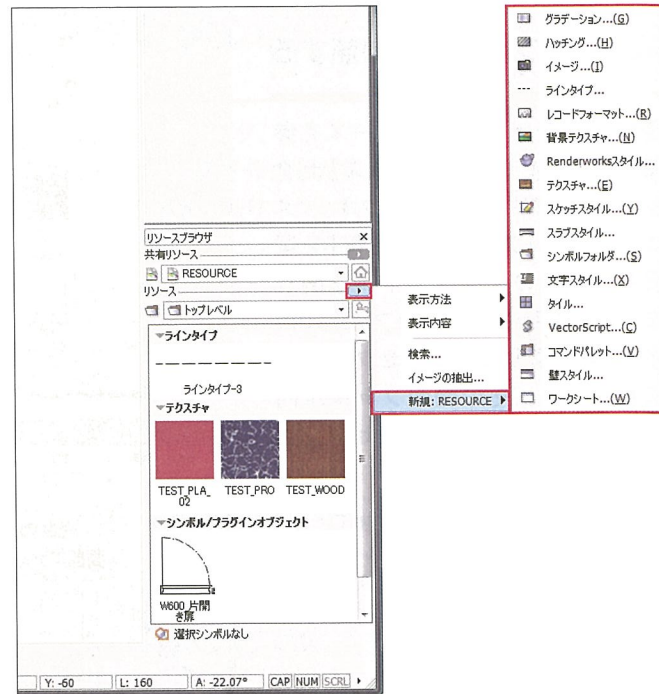 グラデーション...(G)
ハッチング...(H)
イメージ...(I)
ラインタイプ...
レコードフォーマット...(R)
背景テクスチャ...(N)
Renderworksスタイル...
テクスチャ...(E)
スケッチスタイル...(Y)
スラブスタイル...
シンボルフォルダ...(S)
文字スタイル...(X)
タイル...
VectorScript...(C)
コマンドパレット...(V)
壁スタイル...
ワークシート...(W)
リソースブラウザ
共有リソース
RESOURCE
リソース
トップレベル
表示方法
表示内容
検索...
イメージの抽出...
新規: RESOURCE
ラインタイプ
ラインタイプ-3
テクスチャ
TEST_PLA_02 TEST_PRO TEST_WOOD
シンボル/プラグインオブジェクト
W600_片開き扉
選択シンボルなし
Y: -60 L: 160 A: -22.07° CAP NUM SCRL